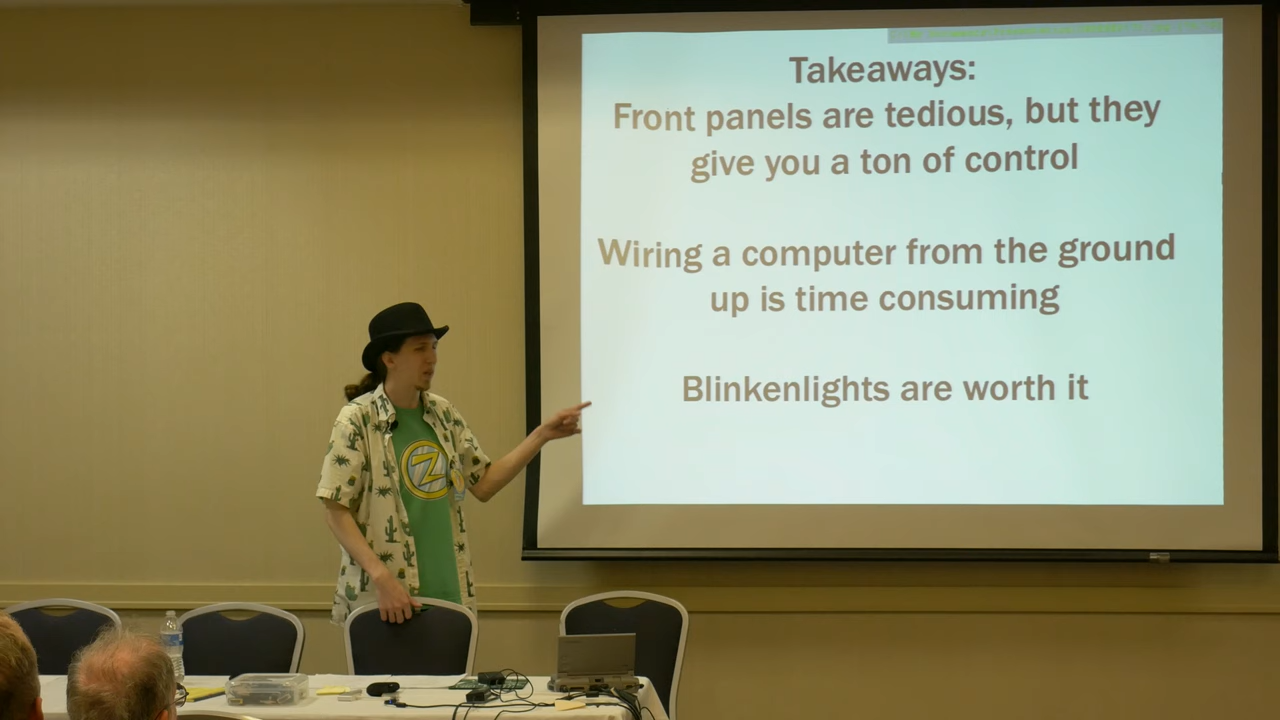 Takeaways:
Front panels are tedious, but they
give you a ton of control
Wiring a computer from the ground
up is time consuming
Blinkenlights are worth it
Z